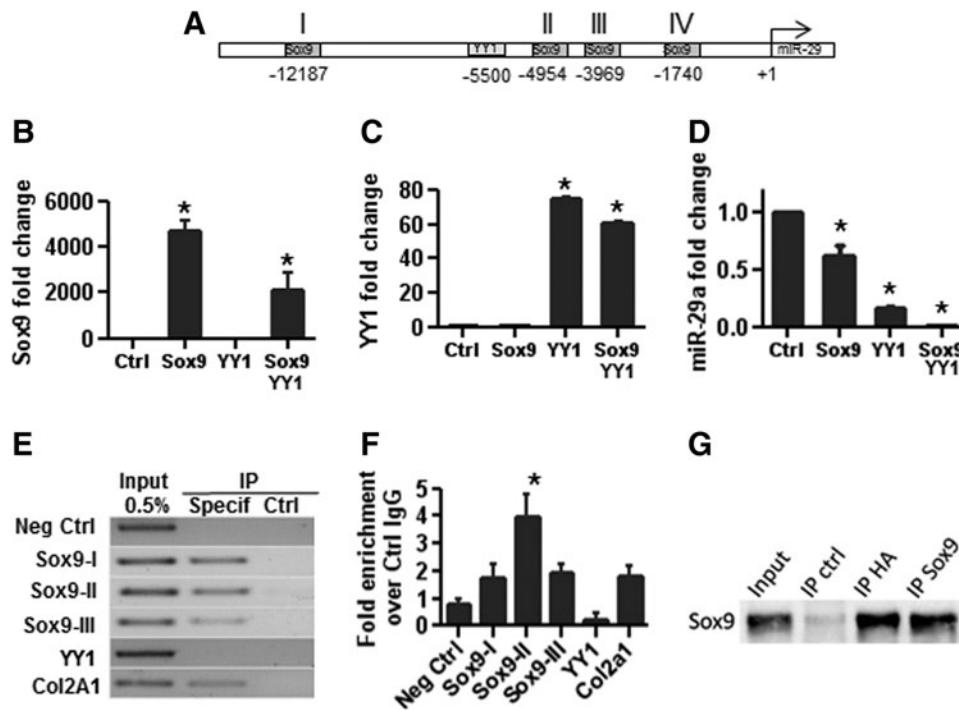 A
I II III IV
Sox9 YY1 Sox9 Sox9 Sox9 miR-29
-12187 -5500 -4954 -3969 -1740 +1
B
Sox9 fold change
6000
4000
2000
0
*
*
Ctrl Sox9 YY1 Sox9 YY1
C
YY1 fold change
80
60
40
20
0
*
*
Ctrl Sox9 YY1 Sox9 YY1
D
miR-29a fold change
1.0
0.5
0.0
*
*
*
Ctrl Sox9 YY1 Sox9 YY1
E
Input IP
0.5% Specif Ctrl
Neg Ctrl
Sox9-I
Sox9-II
Sox9-III
YY1
Col2A1
F
Fold enrichment
over Ctrl IgG
5
4
3
2
1
0
*
Neg Ctrl
Sox9-I
Sox9-II
Sox9-III
YY1
Col2a1
G
Input
IP ctrl
IP HA
IP Sox9
Sox9